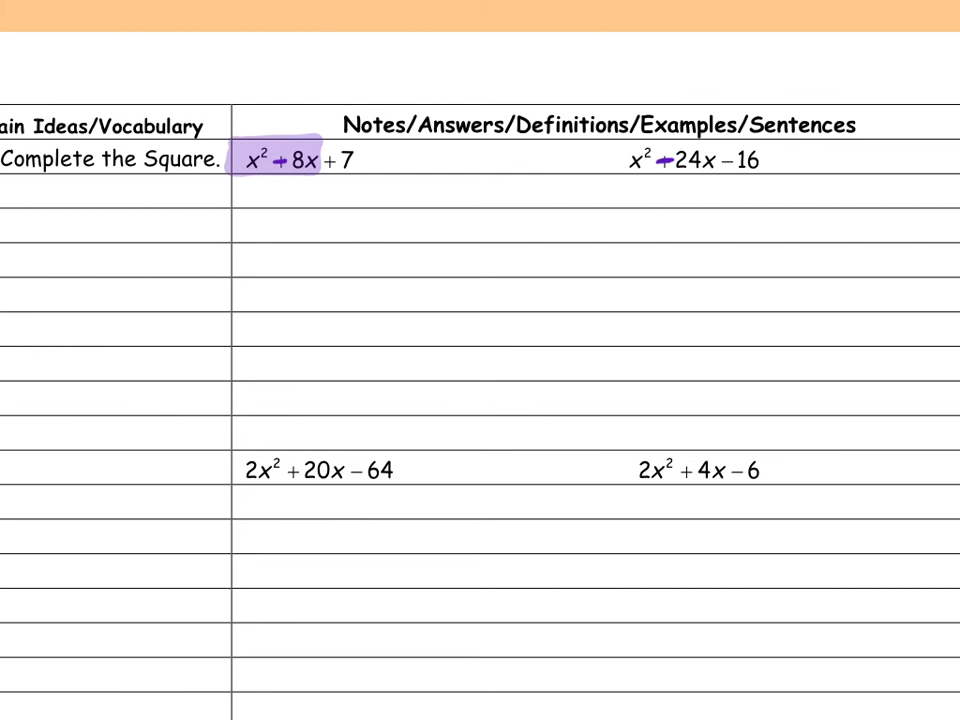 ain Ideas/Vocabulary Notes/Answers/Definitions/Examples/Sentences
Complete the Square. x² − 8x + 7 x² − 24x − 16
2x² + 20x − 64 2x² + 4x − 6